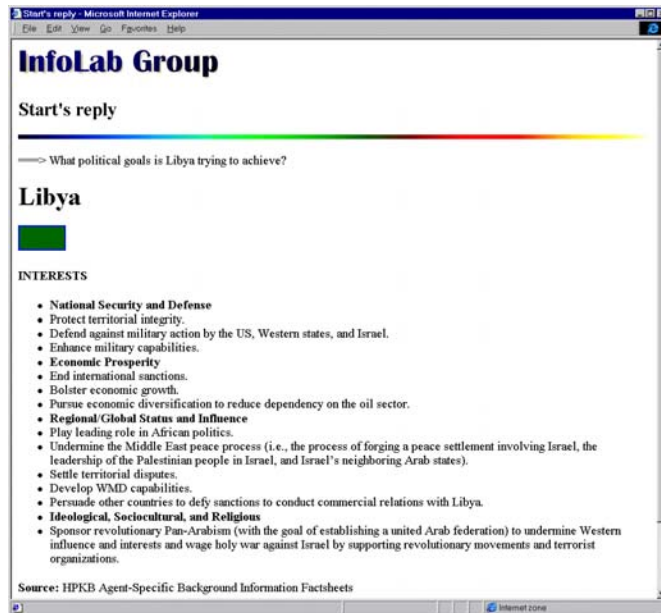 Start's reply - Microsoft Internet Explorer
File Edit View Go Favorites Help
InfoLab Group
Start's reply
===> What political goals is Libya trying to achieve?
Libya
INTERESTS
• National Security and Defense
• Protect territorial integrity.
• Defend against military action by the US, Western states, and Israel.
• Enhance military capabilities.
• Economic Prosperity
• End international sanctions.
• Bolster economic growth.
• Pursue economic diversification to reduce dependency on the oil sector.
• Regional/Global Status and Influence
• Play leading role in African politics.
• Undermine the Middle East peace process (i.e., the process of forging a peace settlement involving Israel, the
leadership of the Palestinian people in Israel, and Israel's neighboring Arab states).
• Settle territorial disputes.
• Develop WMD capabilities.
• Persuade other countries to defy sanctions to conduct commercial relations with Libya.
• Ideological, Sociocultural, and Religious
• Sponsor revolutionary Pan-Arabism (with the goal of establishing a united Arab federation) to undermine Western
influence and interests and wage holy war against Israel by supporting revolutionary movements and terrorist
organizations.
Source: HPKB Agent-Specific Background Information Factsheets
Internet zone